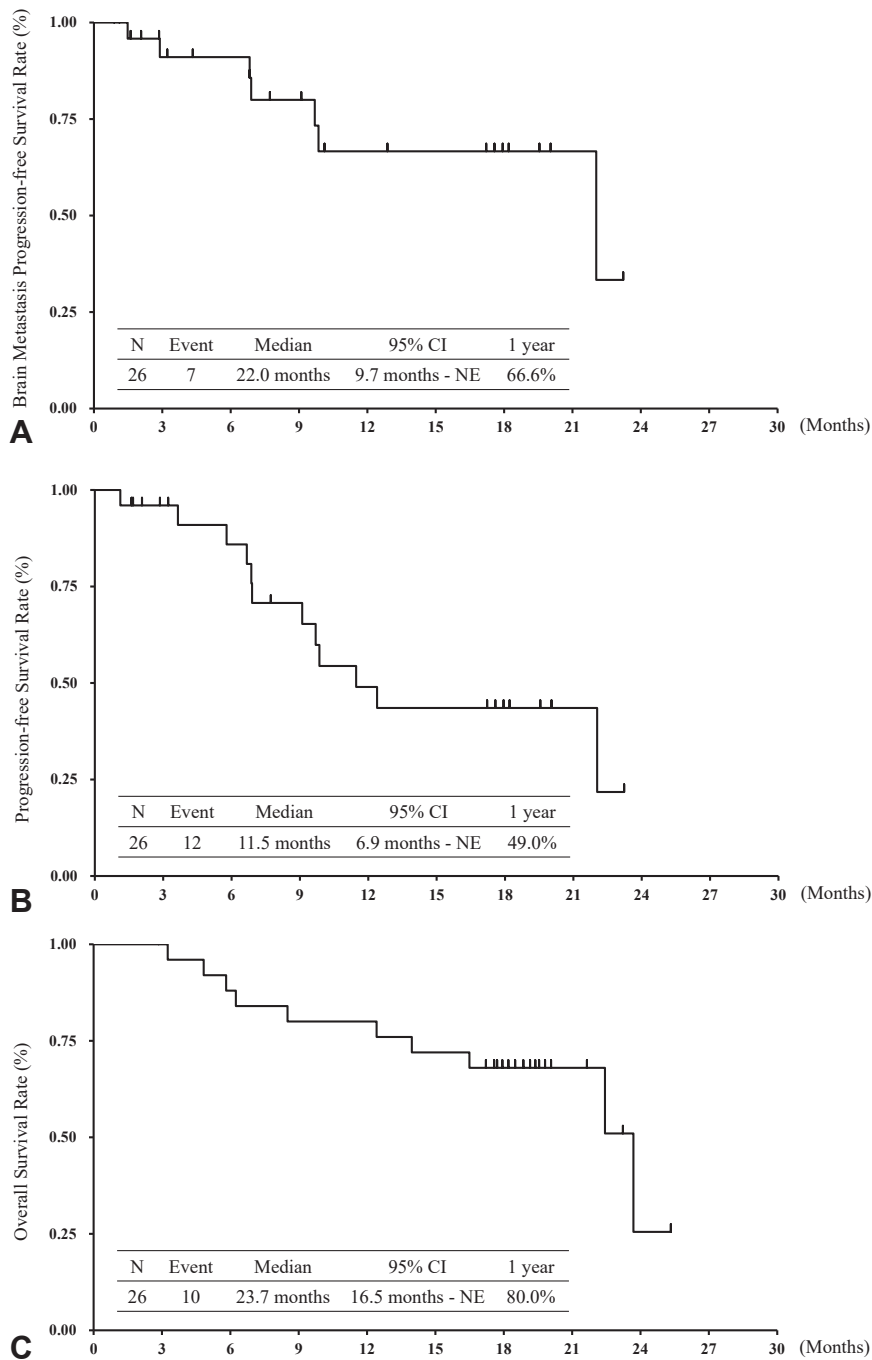 Brain Metastasis Progression-free Survival Rate (%)
1.00
0.75
0.50
0.25
0.00
N Event Median 95% CI 1 year
26 7 22.0 months 9.7 months - NE 66.6%
0 3 6 9 12 15 18 21 24 27 30 (Months)
A
Progression-free Survival Rate (%)
1.00
0.75
0.50
0.25
0.00
N Event Median 95% CI 1 year
26 12 11.5 months 6.9 months - NE 49.0%
0 3 6 9 12 15 18 21 24 27 30 (Months)
B
Overall Survival Rate (%)
1.00
0.75
0.50
0.25
0.00
N Event Median 95% CI 1 year
26 10 23.7 months 16.5 months - NE 80.0%
0 3 6 9 12 15 18 21 24 27 30 (Months)
C